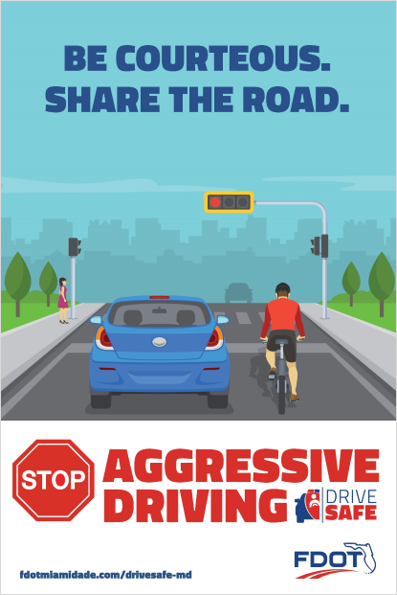 BE COURTEOUS.
SHARE THE ROAD.
STOP
AGGRESSIVE
DRIVING
DRIVE
SAFE
FDOT
fdotmiamidade.com/drivesafe-md